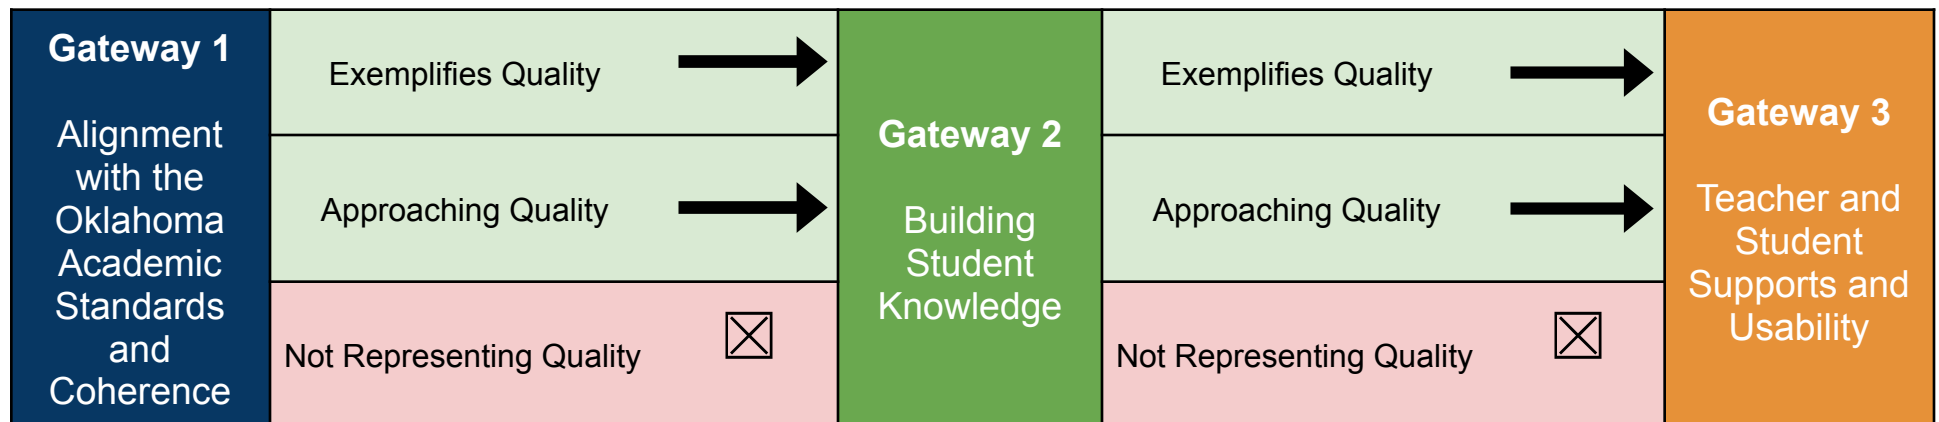 Gateway 1
Alignment
with the
Oklahoma
Academic
Standards
and
Coherence
Exemplifies Quality
Approaching Quality
Not Representing Quality
Gateway 2
Building
Student
Knowledge
Exemplifies Quality
Approaching Quality
Not Representing Quality
Gateway 3
Teacher and
Student
Supports and
Usability